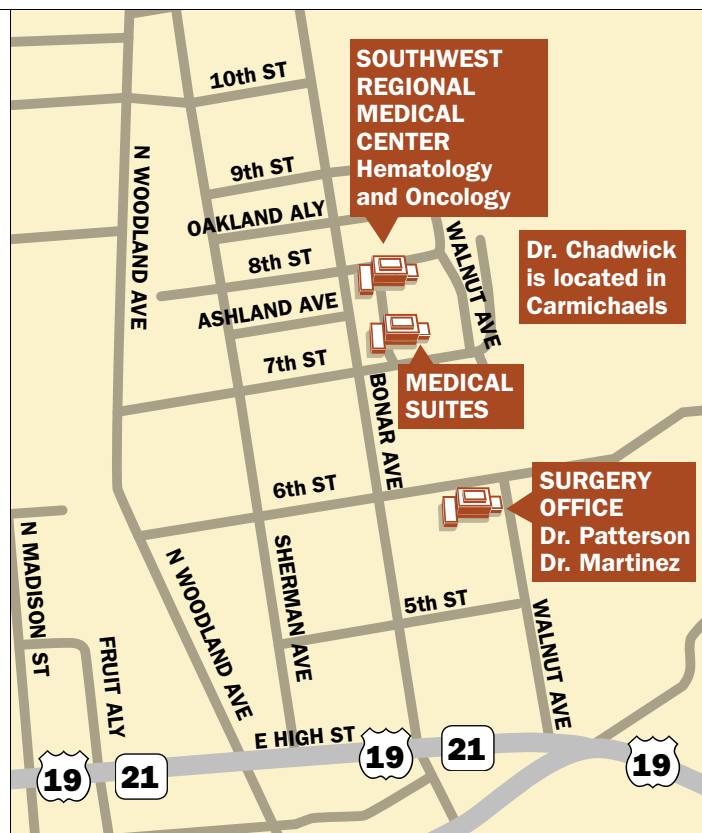 10th ST
SOUTHWEST
REGIONAL
MEDICAL
CENTER
Hematology
and Oncology
N WOODLAND AVE
9th ST
OAKLAND ALY
8th ST
WALNUT AVE
Dr. Chadwick
is located in
Carmichaels
ASHLAND AVE
7th ST
BONAR AVE
MEDICAL
SUITES
6th ST
SURGERY
OFFICE
Dr. Patterson
Dr. Martinez
N MADISON ST
N WOODLAND AVE
SHERMAN AVE
5th ST
WALNUT AVE
FRUIT ALY
E HIGH ST
19
21
19
21
19